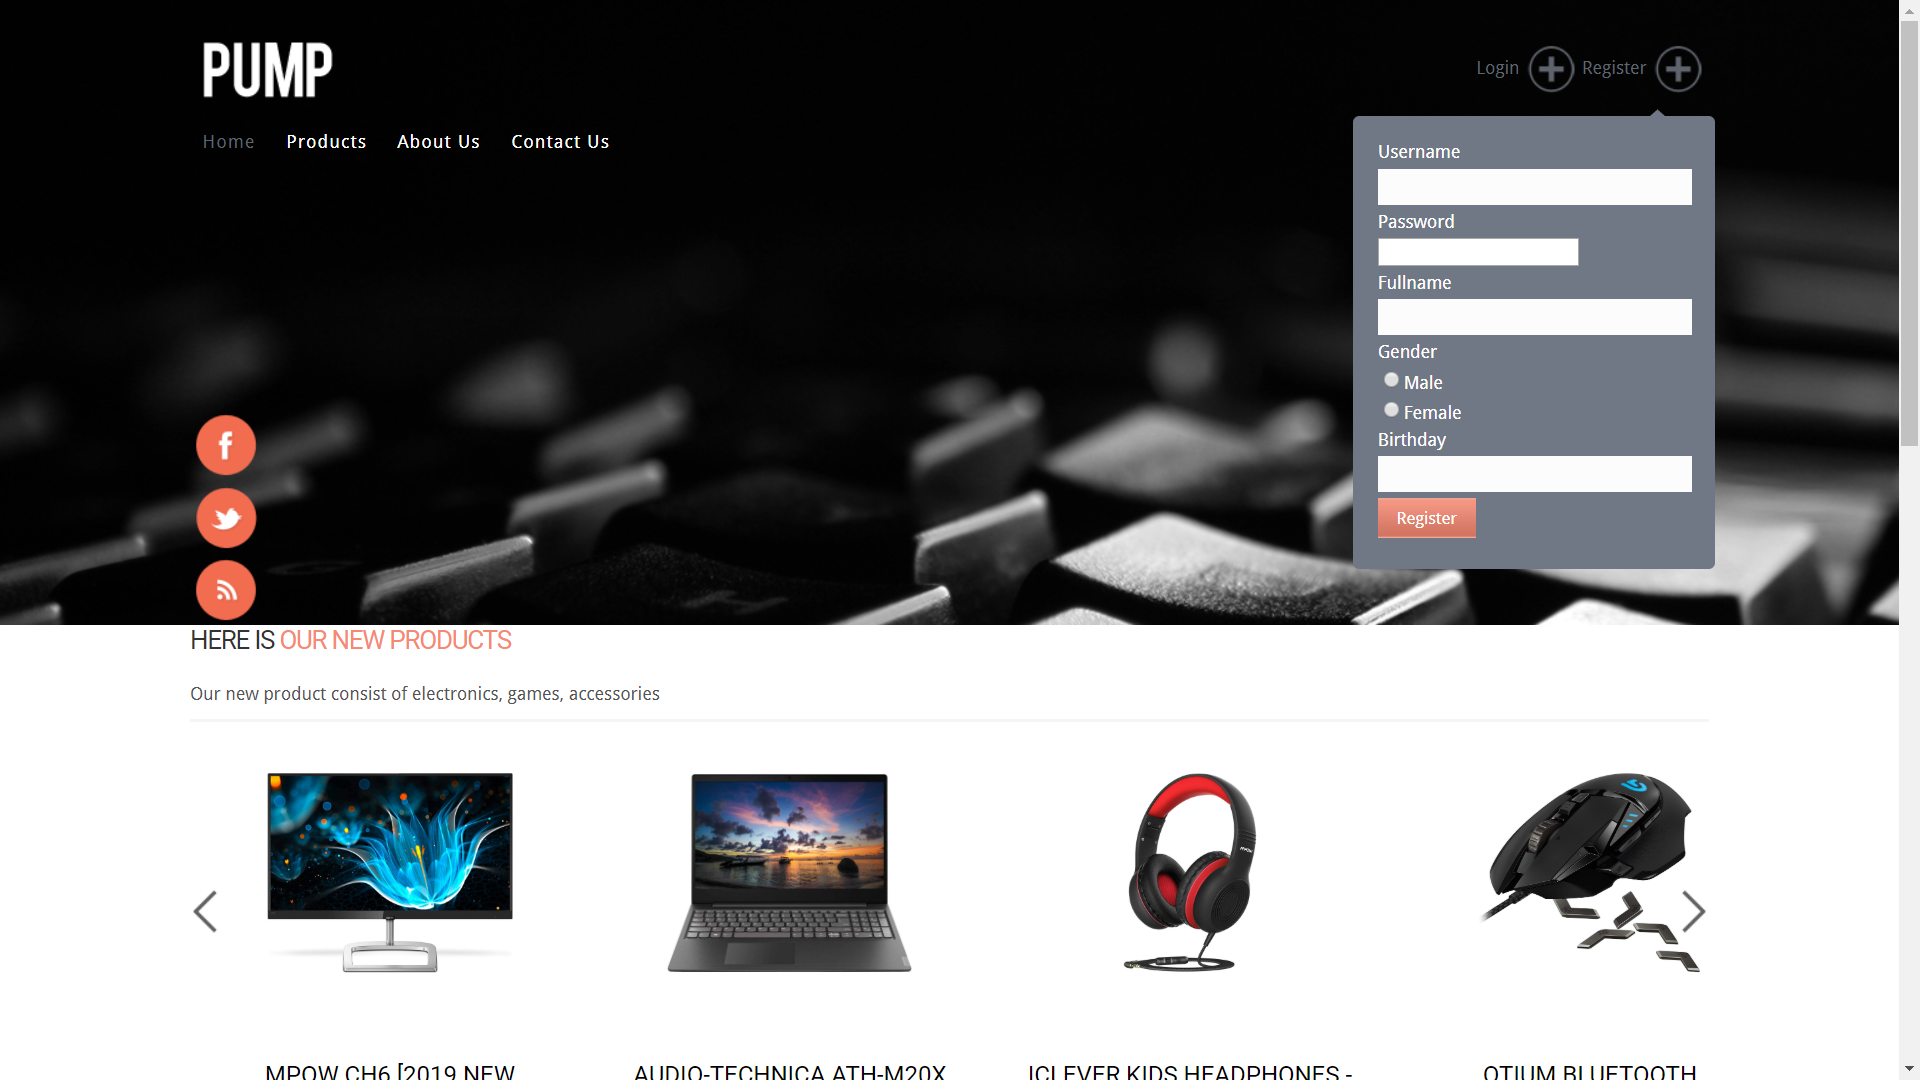 PUMP
Login
Register
Home
Products
About Us
Contact Us
Username
Password
Fullname
Gender
Male
Female
Birthday
Register
HERE IS OUR NEW PRODUCTS
Our new product consist of electronics, games, accessories
MPOW CH6 [2019 NEW
AUDIO-TECHNICA ATH-M20X
ICLEVER KIDS HEADPHONES -
OTIUM BLUETOOTH